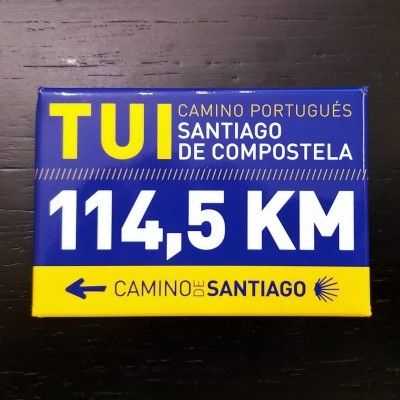 TUI
CAMINO PORTUGUÉS
SANTIAGO
DE COMPOSTELA
114,5 KM
CAMINO DE SANTIAGO